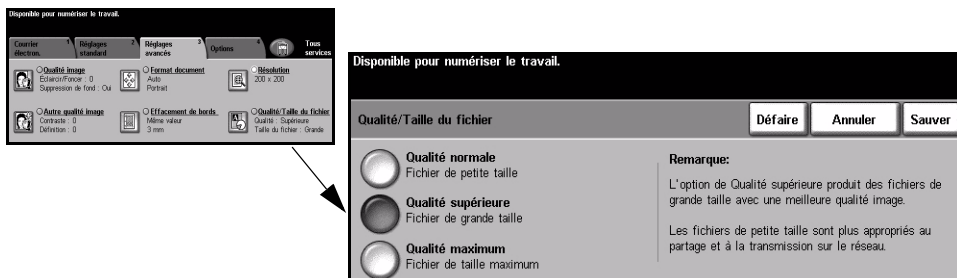 Disponible pour numériser le travail.
Courrier électron. 1
Réglages standard 2
Réglages avancés 3
Options 4
Tous services
Qualité image
Eclaircir/Foncer : 0
Suppression de fond : Oui
Format document
Auto
Portrait
Résolution
200 x 200
Autre qualité image
Contraste : 0
Définition : 0
Effacement de bords
Même valeur
3 mm
Qualité/Taille du fichier
Qualité : Supérieure
Taille du fichier : Grande
Disponible pour numériser le travail.
Qualité/Taille du fichier
Défaire
Annuler
Sauver
Qualité normale
Fichier de petite taille
Qualité supérieure
Fichier de grande taille
Qualité maximum
Fichier de taille maximum
Remarque:
L'option de Qualité supérieure produit des fichiers de
grande taille avec une meilleure qualité image.
Les fichiers de petite taille sont plus appropriés au
partage et à la transmission sur le réseau.